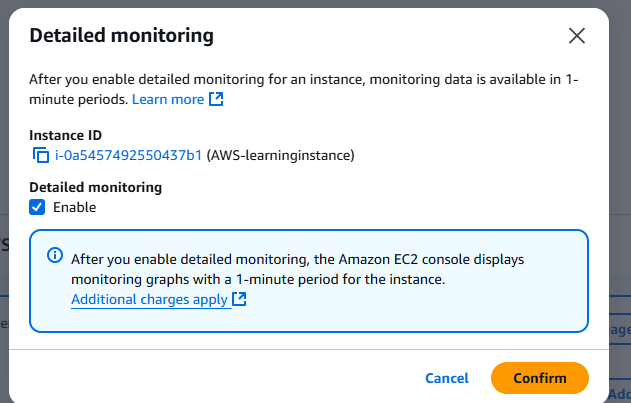 Detailed monitoring
After you enable detailed monitoring for an instance, monitoring data is available in 1-
minute periods. Learn more
Instance ID
i-0a5457492550437b1 (AWS-learninginstance)
Detailed monitoring
Enable
After you enable detailed monitoring, the Amazon EC2 console displays
monitoring graphs with a 1-minute period for the instance.
Additional charges apply
Cancel
Confirm